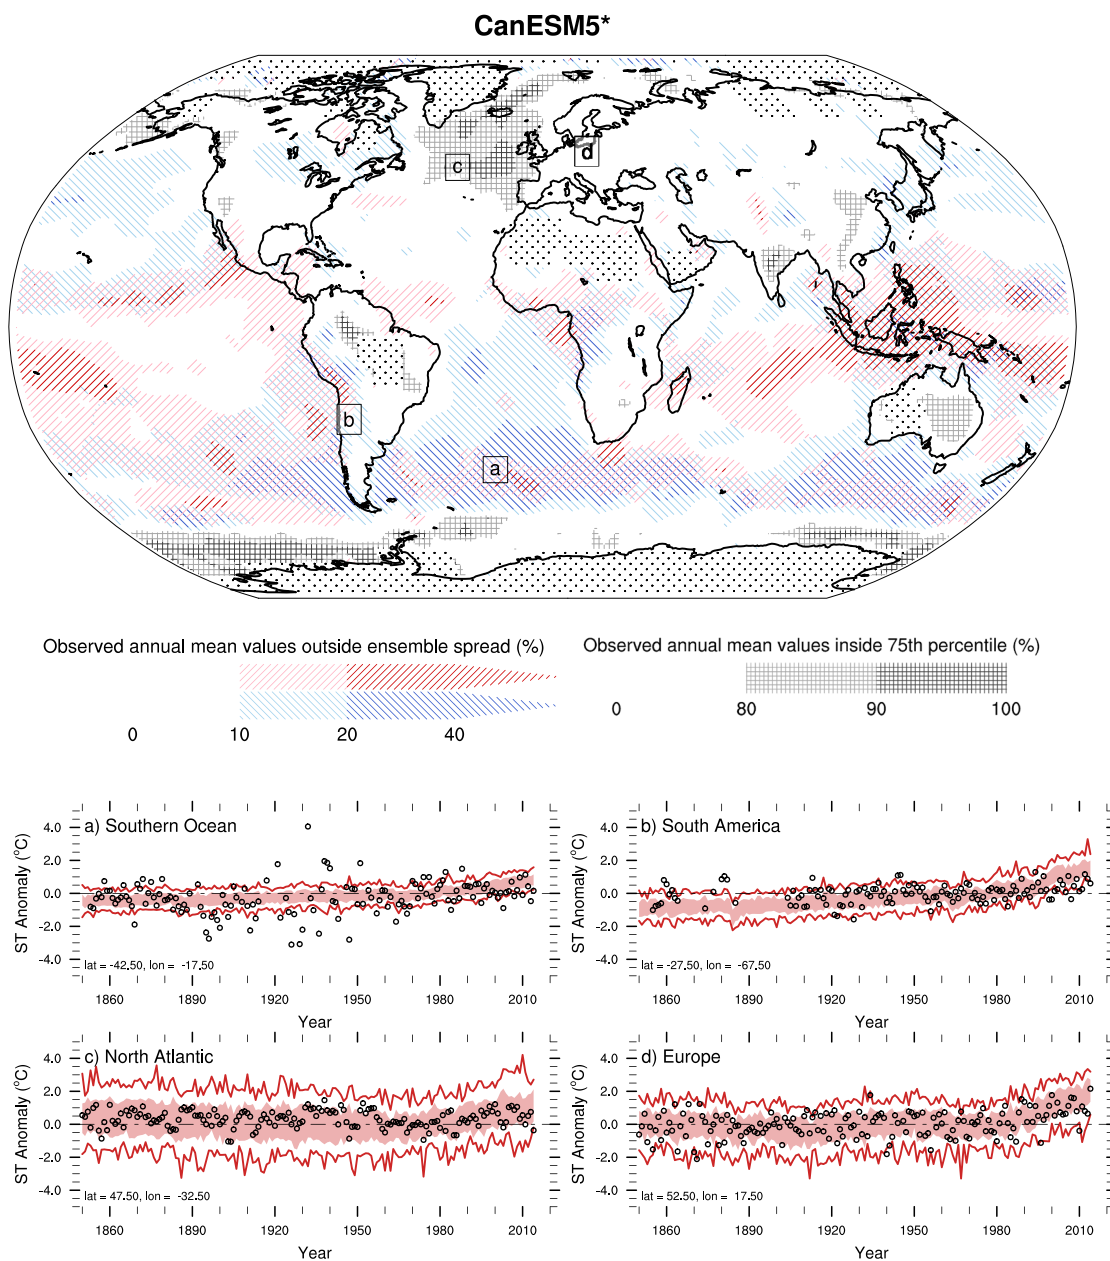 CanESM5*
c
d
b
a
Observed annual mean values outside ensemble spread (%)
Observed annual mean values inside 75th percentile (%)
0 10 20 40
0 80 90 100
a) Southern Ocean
ST Anomaly (°C)
4.0
2.0
0.0
-2.0
-4.0
lat = -42.50, lon = -17.50
1860 1890 1920 1950 1980 2010
Year
b) South America
ST Anomaly (°C)
4.0
2.0
0.0
-2.0
-4.0
lat = -27.50, lon = -67.50
1860 1890 1920 1950 1980 2010
Year
c) North Atlantic
ST Anomaly (°C)
4.0
2.0
0.0
-2.0
-4.0
lat = 47.50, lon = -32.50
1860 1890 1920 1950 1980 2010
Year
d) Europe
ST Anomaly (°C)
4.0
2.0
0.0
-2.0
-4.0
lat = 52.50, lon = 17.50
1860 1890 1920 1950 1980 2010
Year